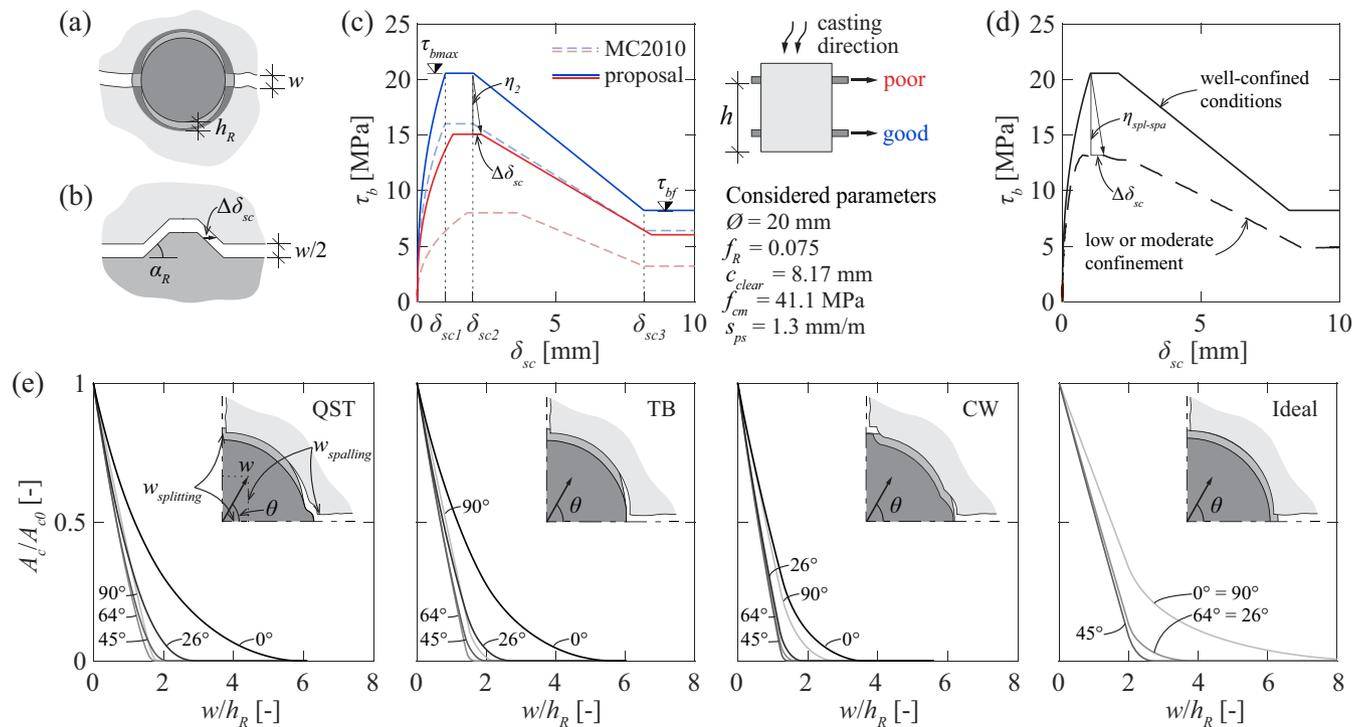 (a)
w
h_R
(b)
Δδ_sc
w/2
α_R
(c)
25
20
15
10
5
0
τ_b [MPa]
τ_bmax
η_2
Δδ_sc
τ_bf
MC2010
proposal
0 δ_sc1 δ_sc2 δ_sc3 10
δ_sc [mm]
casting
direction
poor
h
good
Considered parameters
Ø = 20 mm
f_R = 0.075
c_clear = 8.17 mm
f_cm = 41.1 MPa
s_ps = 1.3 mm/m
(d)
25
20
15
10
5
0
τ_b [MPa]
well-confined
conditions
η_spl-spa
Δδ_sc
low or moderate
confinement
0 5 10
δ_sc [mm]
(e)
1
0.5
0
A_c/A_c0 [-]
QST
w_spalling
w
w_splitting
θ
90°
64°
45°
26°
0°
0 2 4 6 8
w/h_R [-]
TB
θ
90°
64°
45°
26°
0°
0 2 4 6 8
w/h_R [-]
CW
θ
26°
90°
64°
45°
0°
0 2 4 6 8
w/h_R [-]
Ideal
θ
0° = 90°
64° = 26°
45°
0 2 4 6 8
w/h_R [-]